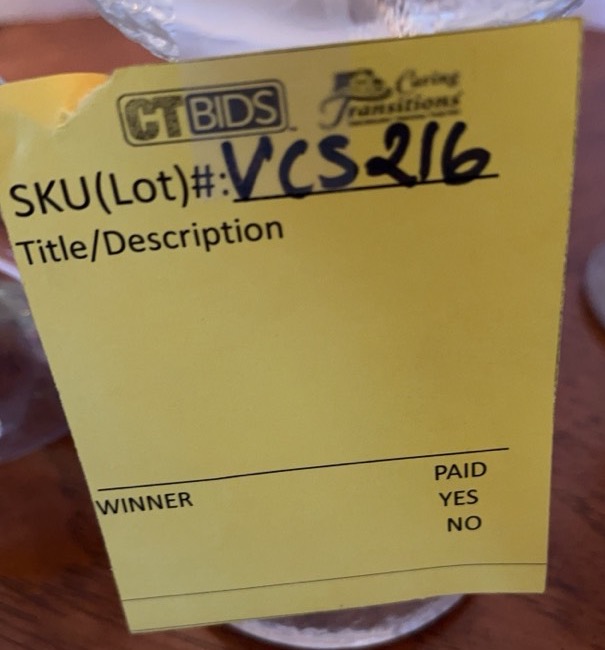 CTBIDS Caring Transitions
SKU(Lot)#: VCS216
Title/Description
PAID
WINNER YES
NO